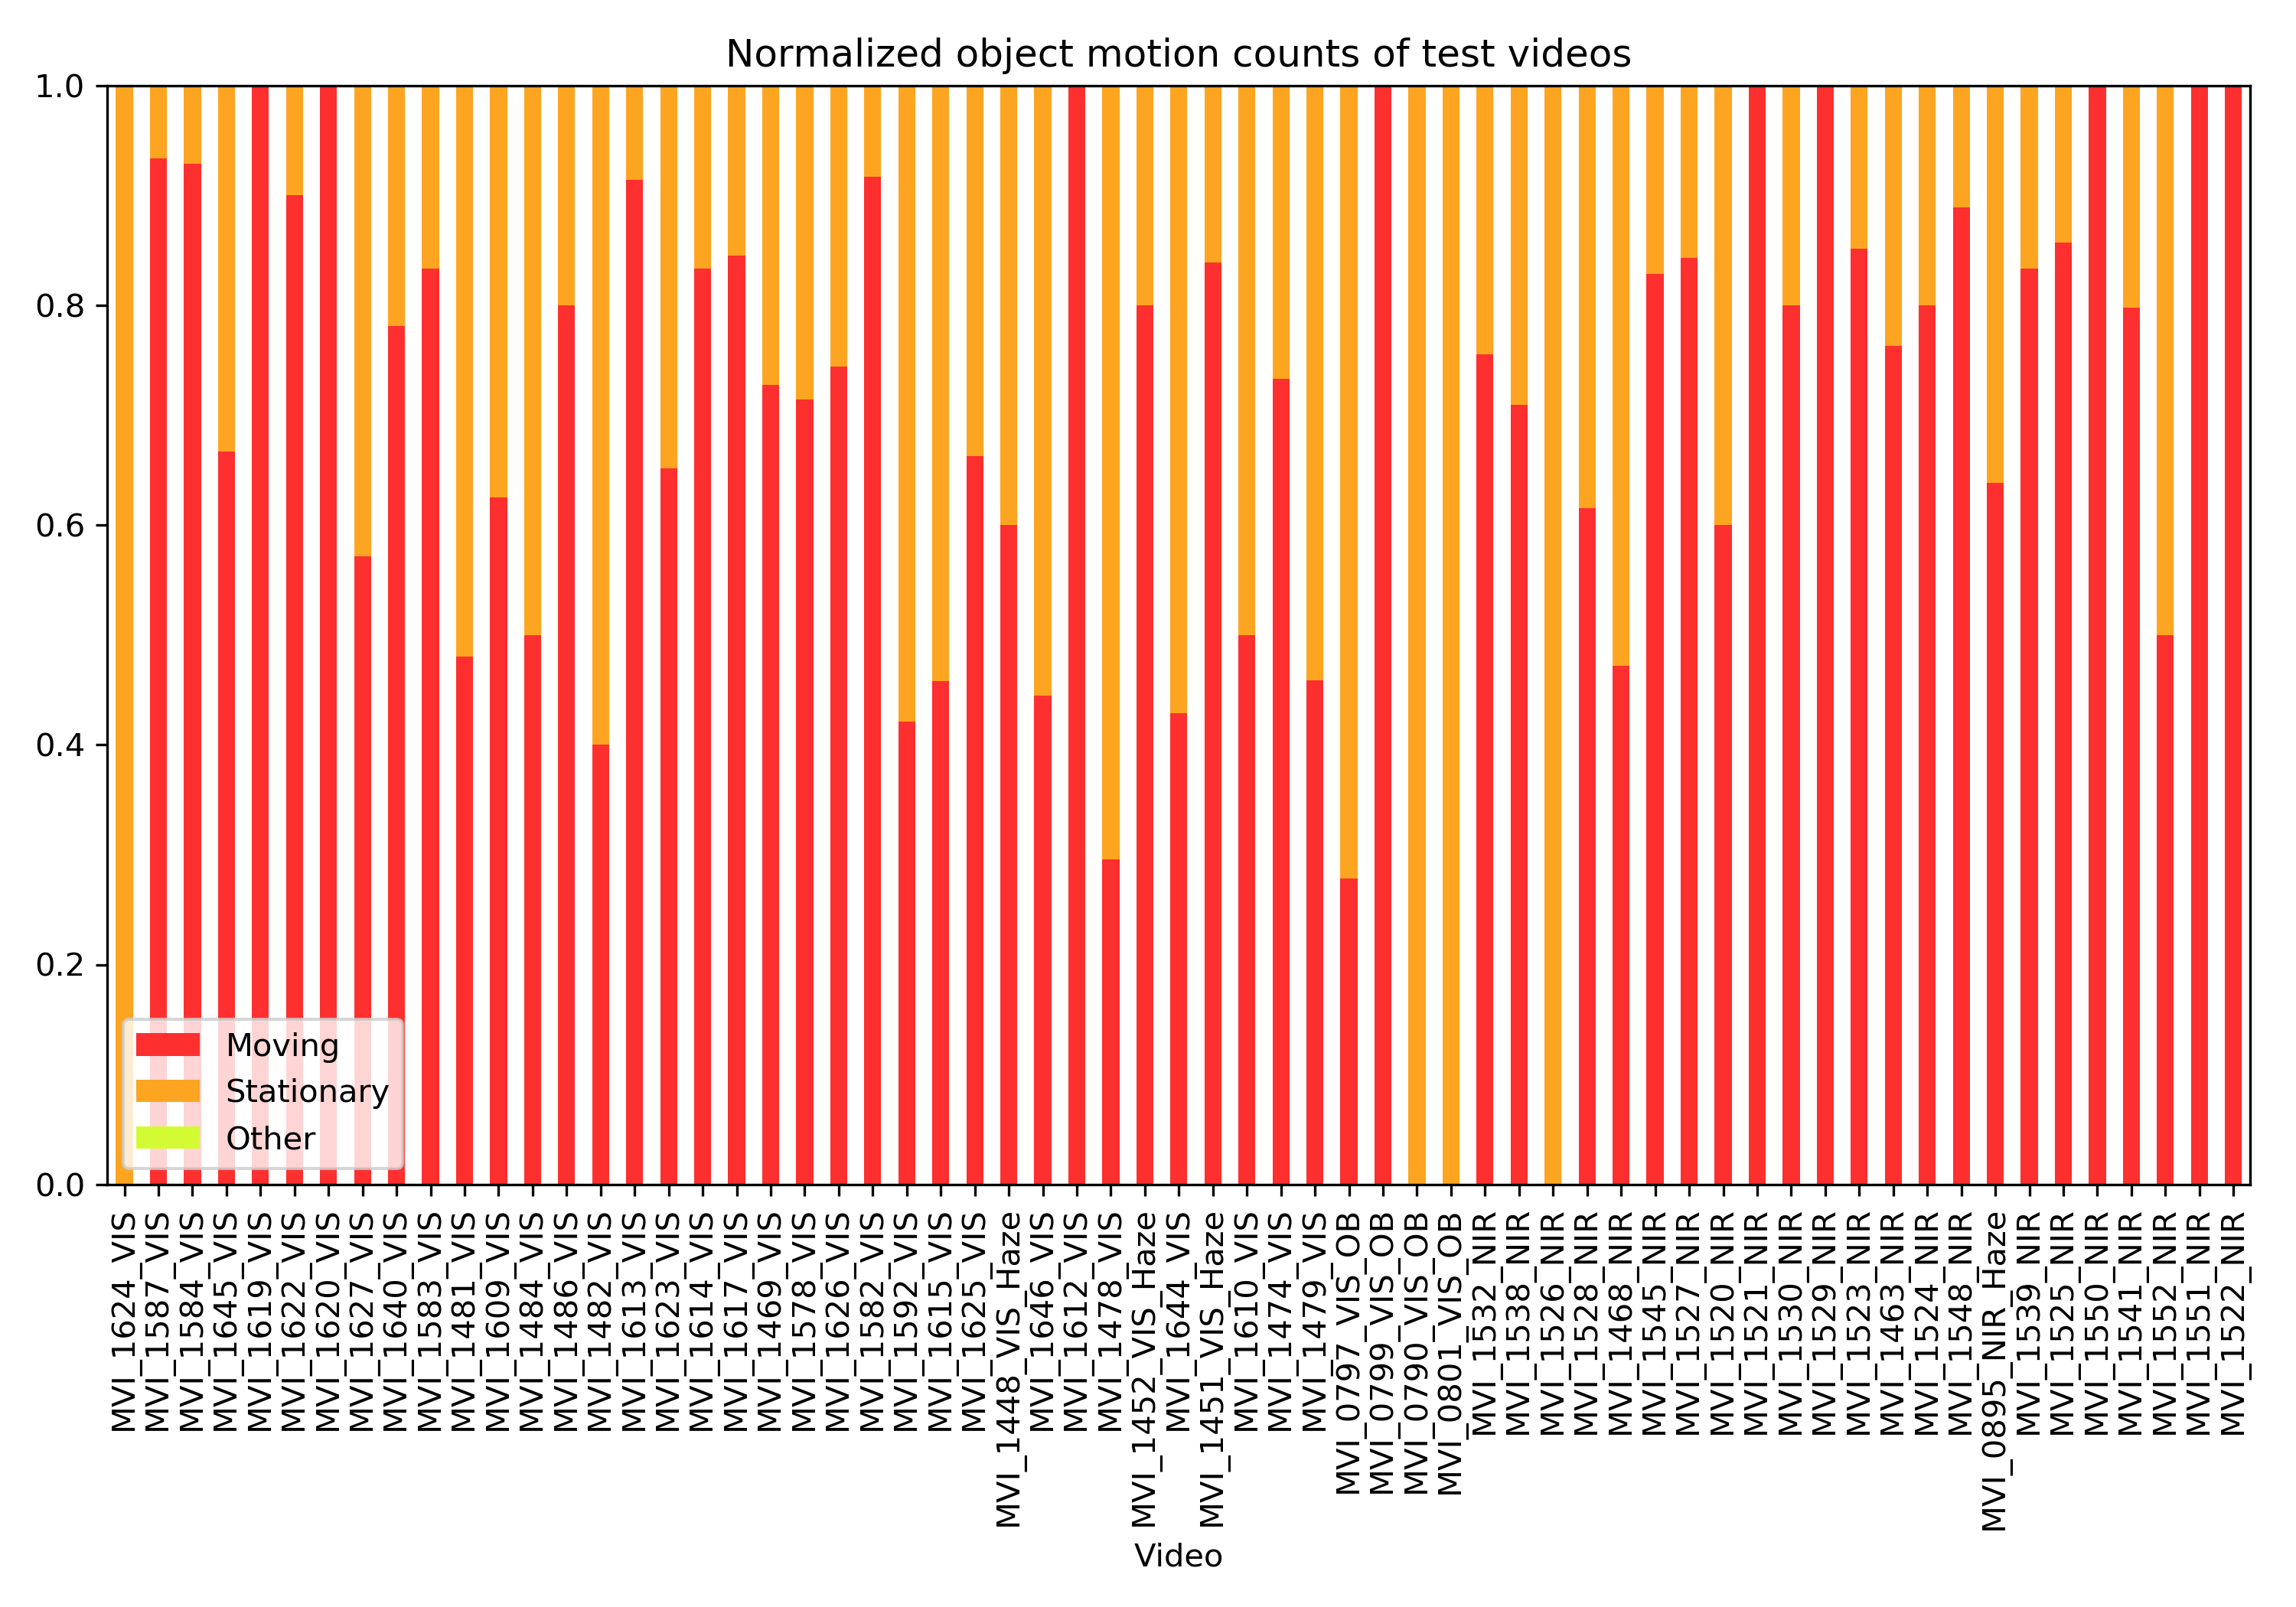 Normalized object motion counts of test videos
1.0
0.8
0.6
0.4
0.2
0.0
Moving
Stationary
Other
MVI_1624_VIS
MVI_1587_VIS
MVI_1584_VIS
MVI_1645_VIS
MVI_1619_VIS
MVI_1622_VIS
MVI_1620_VIS
MVI_1627_VIS
MVI_1640_VIS
MVI_1583_VIS
MVI_1481_VIS
MVI_1609_VIS
MVI_1484_VIS
MVI_1486_VIS
MVI_1482_VIS
MVI_1613_VIS
MVI_1623_VIS
MVI_1614_VIS
MVI_1617_VIS
MVI_1469_VIS
MVI_1578_VIS
MVI_1626_VIS
MVI_1582_VIS
MVI_1592_VIS
MVI_1615_VIS
MVI_1625_VIS
MVI_1448_VIS_Haze
MVI_1646_VIS
MVI_1612_VIS
MVI_1478_VIS
MVI_1452_VIS_Haze
MVI_1644_VIS
MVI_1451_VIS_Haze
MVI_1610_VIS
MVI_1474_VIS
MVI_1479_VIS
MVI_0797_VIS_OB
MVI_0799_VIS_OB
MVI_0790_VIS_OB
MVI_0801_VIS_OB
MVI_1532_NIR
MVI_1538_NIR
MVI_1526_NIR
MVI_1528_NIR
MVI_1468_NIR
MVI_1545_NIR
MVI_1527_NIR
MVI_1520_NIR
MVI_1521_NIR
MVI_1530_NIR
MVI_1529_NIR
MVI_1523_NIR
MVI_1463_NIR
MVI_1524_NIR
MVI_1548_NIR
MVI_0895_NIR_Haze
MVI_1539_NIR
MVI_1525_NIR
MVI_1550_NIR
MVI_1541_NIR
MVI_1552_NIR
MVI_1551_NIR
MVI_1522_NIR
Video